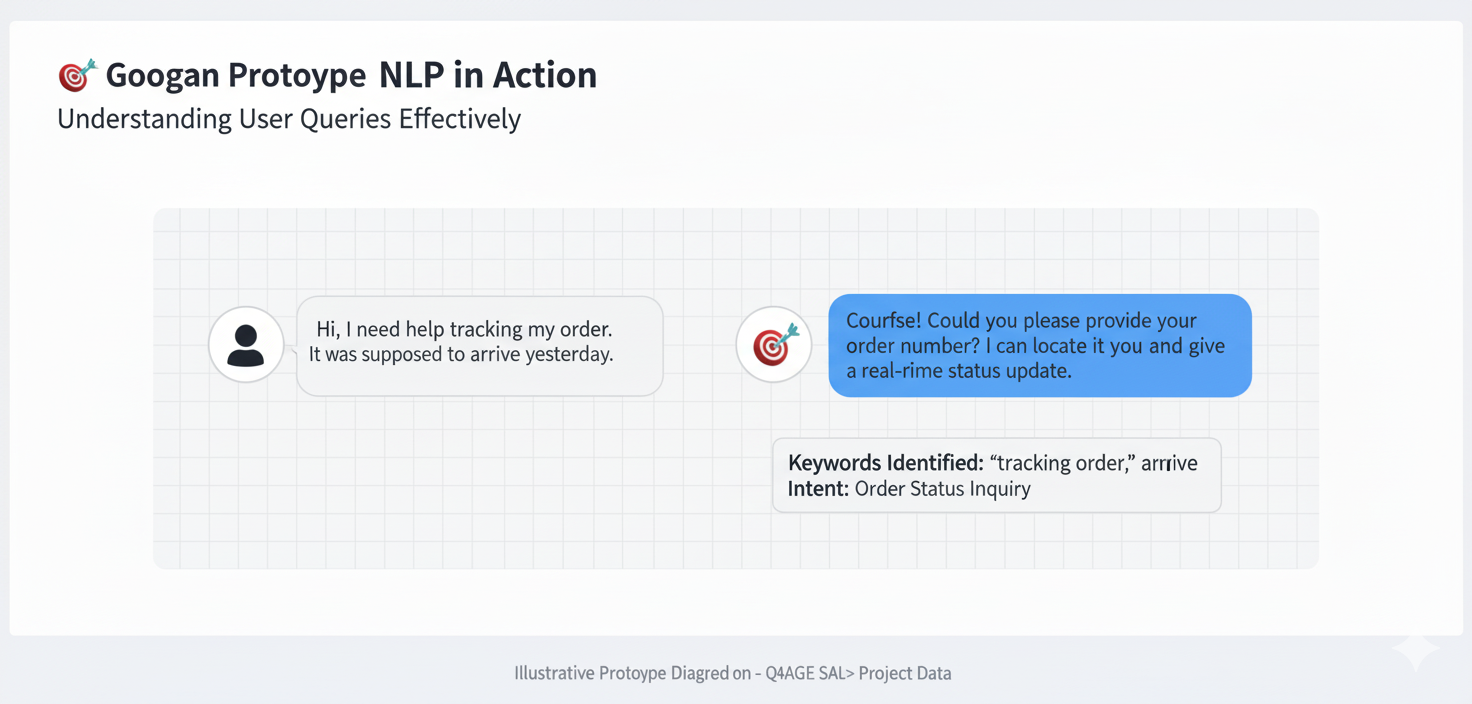 Googan Protoype NLP in Action
Understanding User Queries Effectively
Hi, I need help tracking my order.
It was supposed to arrive yesterday.
Courfse! Could you please provide your
order number? I can locate it you and give
a real-rime status update.
Keywords Identified: “tracking order,” arrive
Intent: Order Status Inquiry
Illustrative Protoype Diagred on - Q4AGE SAL> Project Data